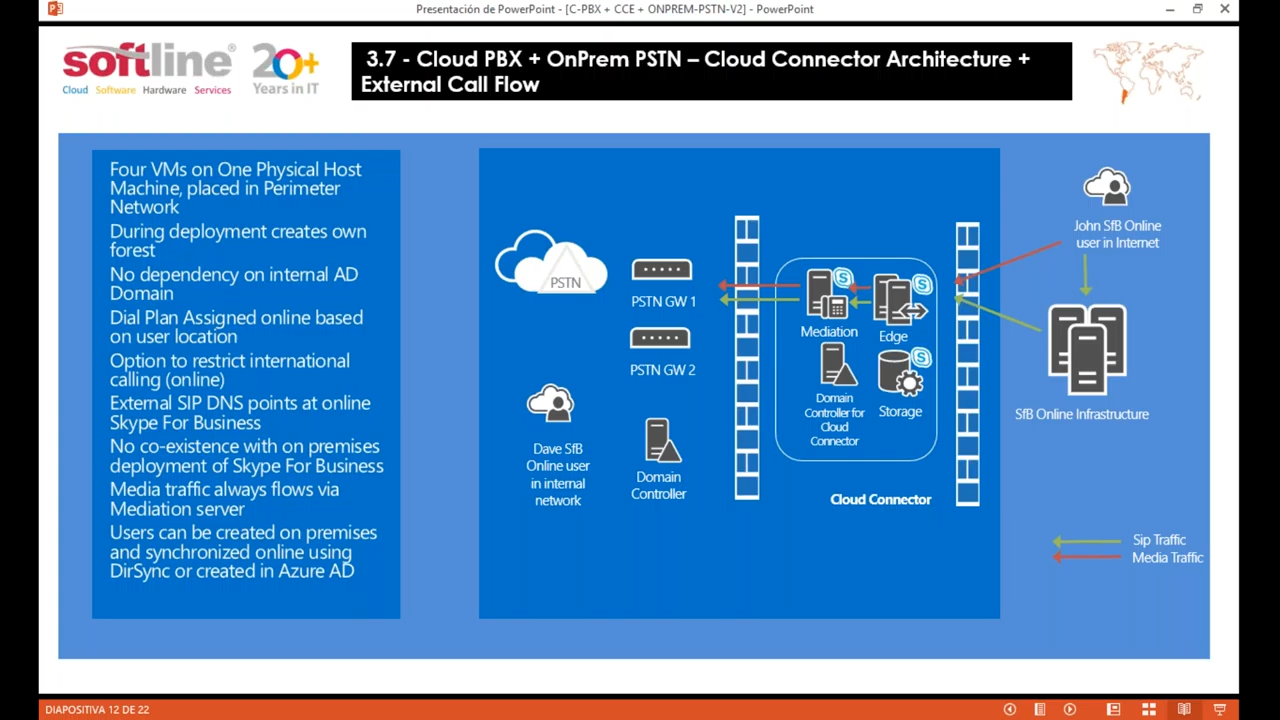 Presentación de PowerPoint - [C-PBX + CCE + ONPREM-PSTN-V2] - PowerPoint
softline®
Cloud Software Hardware Services
20+
Years in IT
3.7 - Cloud PBX + OnPrem PSTN – Cloud Connector Architecture +
External Call Flow
Four VMs on One Physical Host
Machine, placed in Perimeter
Network
During deployment creates own
forest
No dependency on internal AD
Domain
Dial Plan Assigned online based
on user location
Option to restrict international
calling (online)
External SIP DNS points at online
Skype For Business
No co-existence with on premises
deployment of Skype For Business
Media traffic always flows via
Mediation server
Users can be created on premises
and synchronized online using
DirSync or created in Azure AD
PSTN
PSTN GW 1
PSTN GW 2
Dave SfB
Online user
in internal
network
Domain
Controller
Mediation
Edge
Domain
Controller for
Cloud
Connector
Storage
Cloud Connector
John SfB Online
user in Internet
SfB Online Infrastructure
Sip Traffic
Media Traffic
DIAPOSITIVA 12 DE 22